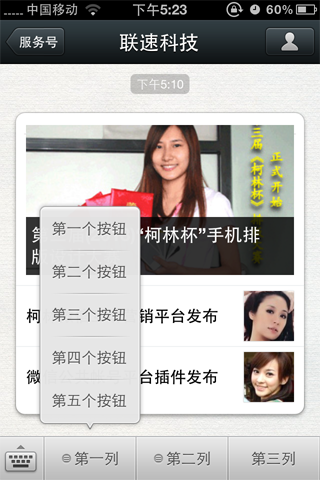 中国移动 下午5:23 60%
服务号 联速科技
下午5:10
三届《柯林杯》
正式开始
第 “柯林杯”手机排
版
柯 销平台发布
微 平台插件发布
第一个按钮
第二个按钮
第三个按钮
第四个按钮
第五个按钮
第一列 第二列 第三列